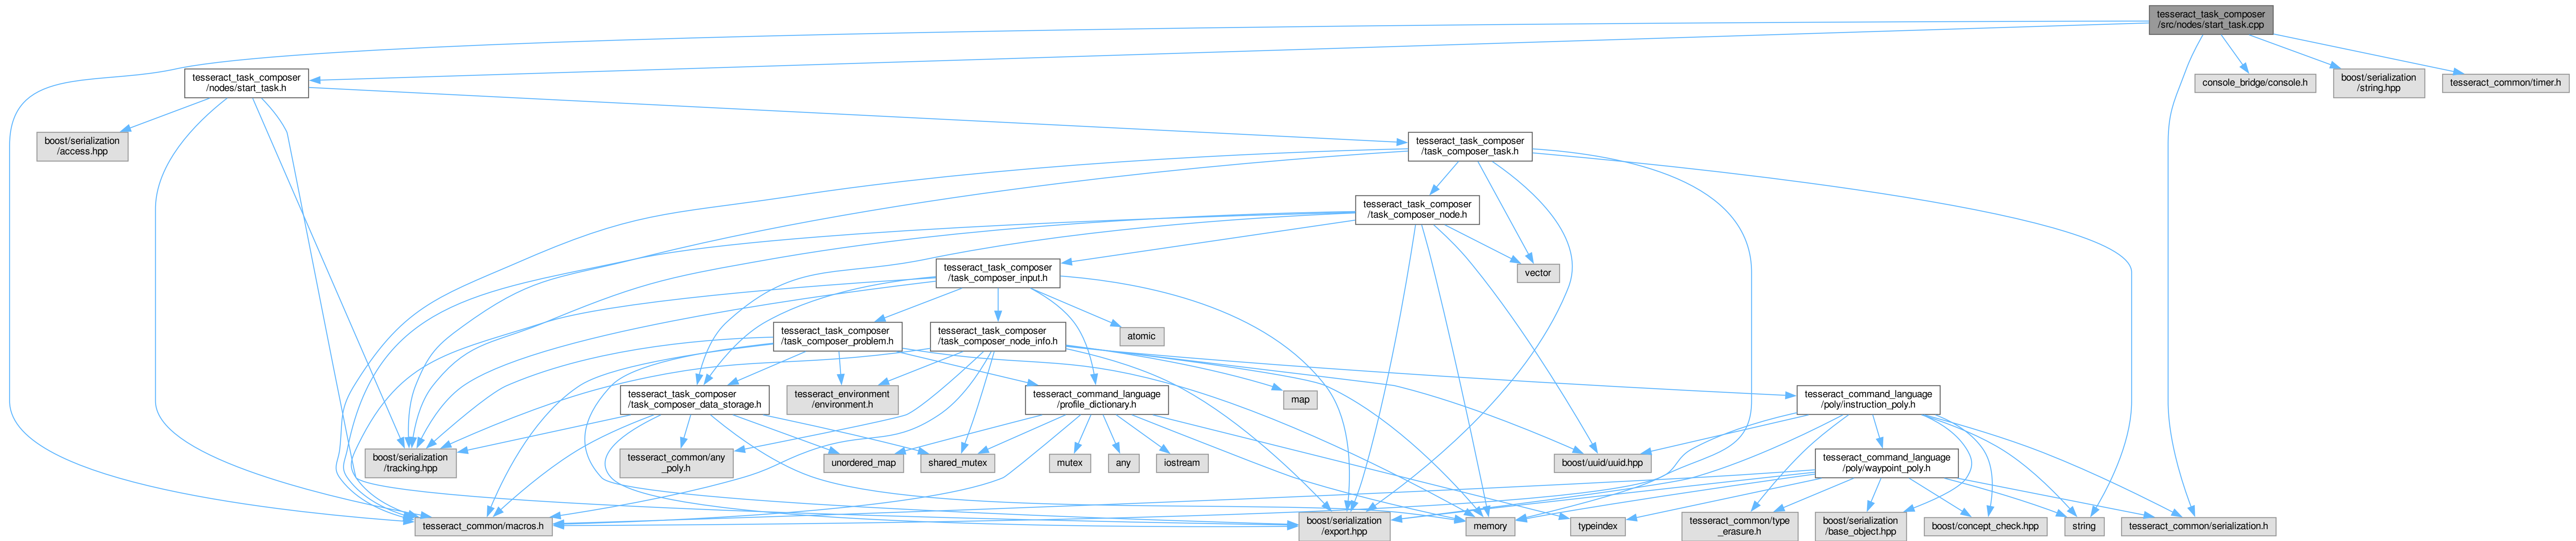 tesseract_task_composer
/src/nodes/start_task.cpp
tesseract_task_composer
/nodes/start_task.h
console_bridge/console.h
boost/serialization
/string.hpp
tesseract_common/timer.h
boost/serialization
/access.hpp
tesseract_task_composer
/task_composer_task.h
tesseract_task_composer
/task_composer_node.h
tesseract_task_composer
/task_composer_input.h
vector
tesseract_task_composer
/task_composer_problem.h
tesseract_task_composer
/task_composer_node_info.h
atomic
tesseract_task_composer
/task_composer_data_storage.h
tesseract_environment
/environment.h
tesseract_command_language
/profile_dictionary.h
map
tesseract_command_language
/poly/instruction_poly.h
boost/serialization
/tracking.hpp
tesseract_common/any
_poly.h
unordered_map
shared_mutex
mutex
any
iostream
boost/uuid/uuid.hpp
tesseract_command_language
/poly/waypoint_poly.h
tesseract_common/macros.h
boost/serialization
/export.hpp
memory
typeindex
tesseract_common/type
_erasure.h
boost/serialization
/base_object.hpp
boost/concept_check.hpp
string
tesseract_common/serialization.h